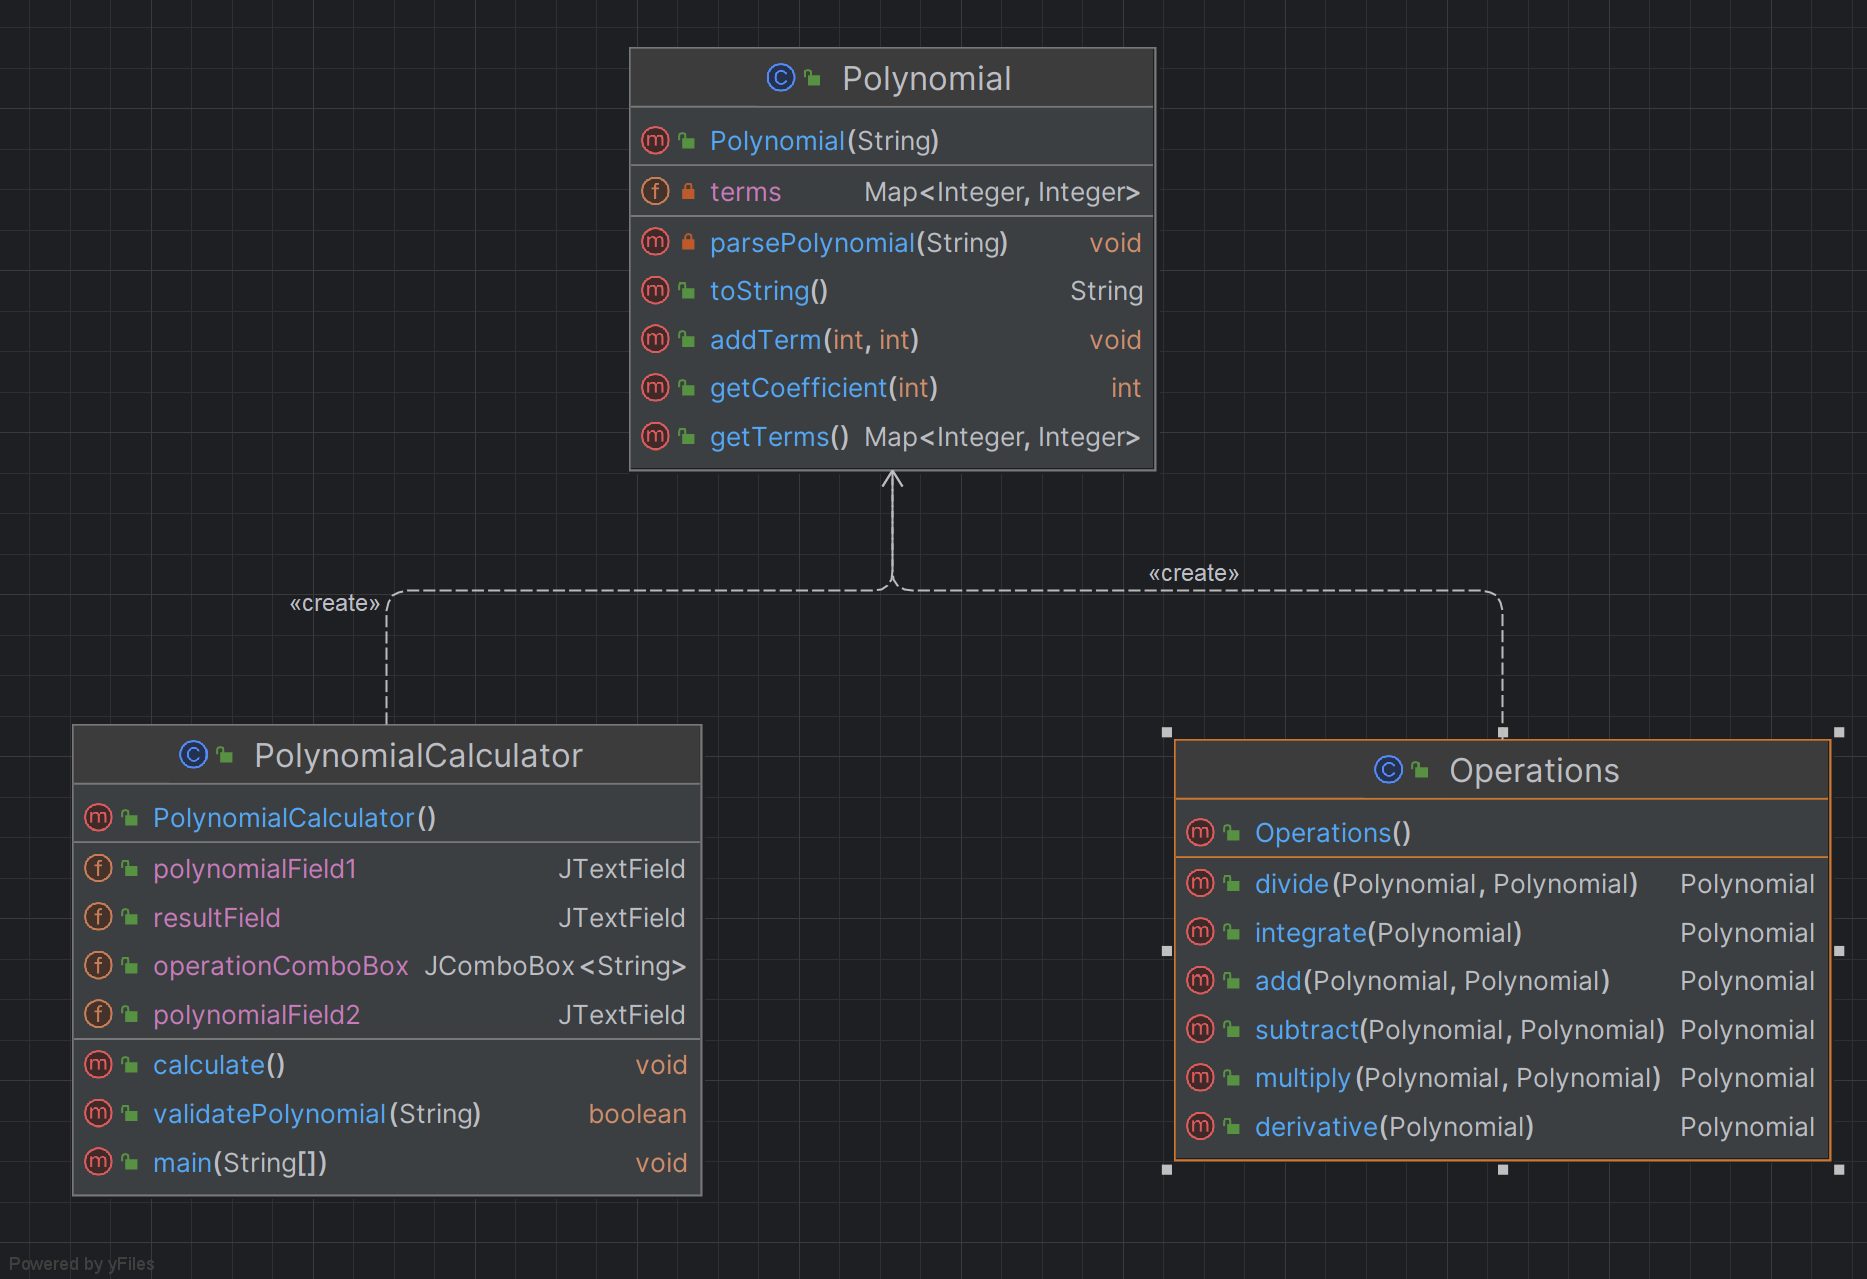 Polynomial
Polynomial(String)
terms Map<Integer, Integer>
parsePolynomial(String) void
toString() String
addTerm(int, int) void
getCoefficient(int) int
getTerms() Map<Integer, Integer>
«create»
«create»
PolynomialCalculator
PolynomialCalculator()
polynomialField1 JTextField
resultField JTextField
operationComboBox JComboBox<String>
polynomialField2 JTextField
calculate() void
validatePolynomial(String) boolean
main(String[]) void
Operations
Operations()
divide(Polynomial, Polynomial) Polynomial
integrate(Polynomial) Polynomial
add(Polynomial, Polynomial) Polynomial
subtract(Polynomial, Polynomial) Polynomial
multiply(Polynomial, Polynomial) Polynomial
derivative(Polynomial) Polynomial
Powered by yFiles